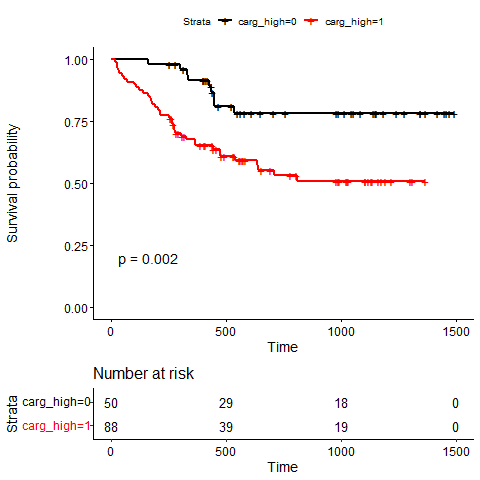 Strata carg_high=0 carg_high=1
Survival probability
1.00
0.75
0.50
0.25
0.00
p = 0.002
0 500 1000 1500
Time
Number at risk
Strata
carg_high=0 50 29 18 0
carg_high=1 88 39 19 0
0 500 1000 1500
Time